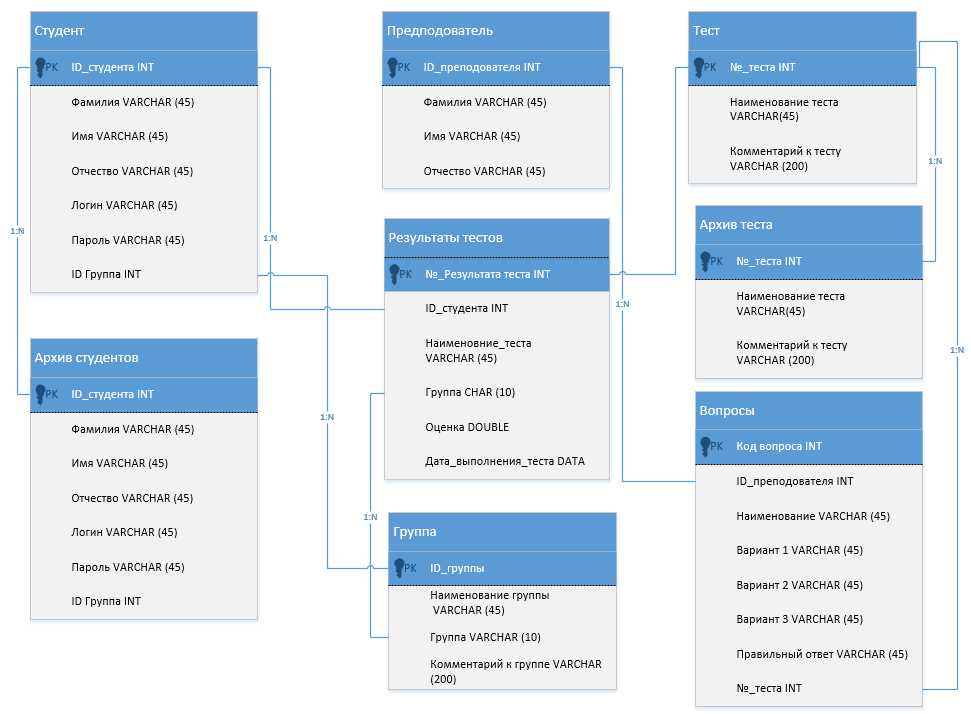 Студент
PK ID_студента INT
Фамилия VARCHAR (45)
Имя VARCHAR (45)
Отчество VARCHAR (45)
Логин VARCHAR (45)
Пароль VARCHAR (45)
ID Группа INT
Архив студентов
PK ID_студента INT
Фамилия VARCHAR (45)
Имя VARCHAR (45)
Отчество VARCHAR (45)
Логин VARCHAR (45)
Пароль VARCHAR (45)
ID Группа INT
Предподователь
PK ID_преподователя INT
Фамилия VARCHAR (45)
Имя VARCHAR (45)
Отчество VARCHAR (45)
Результаты тестов
PK №_Результата теста INT
ID_студента INT
Наименовние_теста
VARCHAR (45)
Группа CHAR (10)
Оценка DOUBLE
Дата_выполнения_теста DATA
Группа
PK ID_группы
Наименование группы
VARCHAR (45)
Группа VARCHAR (10)
Комментарий к группе VARCHAR
(200)
Тест
PK №_теста INT
Наименование теста
VARCHAR(45)
Комментарий к тесту
VARCHAR (200)
Архив теста
PK №_теста INT
Наименование теста
VARCHAR(45)
Комментарий к тесту
VARCHAR (200)
Вопросы
PK Код вопроса INT
ID_преподователя INT
Наименование VARCHAR (45)
Вариант 1 VARCHAR (45)
Вариант 2 VARCHAR (45)
Вариант 3 VARCHAR (45)
Правильный ответ VARCHAR (45)
№_теста INT
1:N
1:N
1:N
1:N
1:N
1:N
1:N